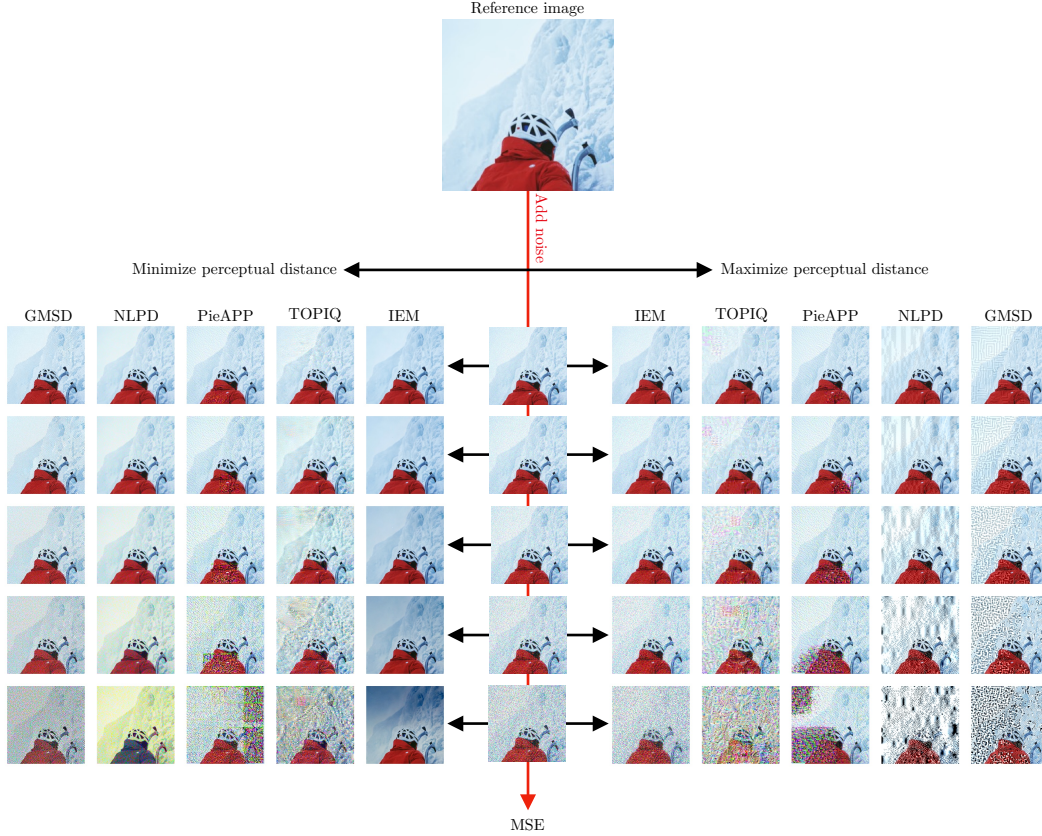 Reference image
Add noise
Minimize perceptual distance
Maximize perceptual distance
GMSD NLPD PieAPP TOPIQ IEM IEM TOPIQ PieAPP NLPD GMSD
MSE